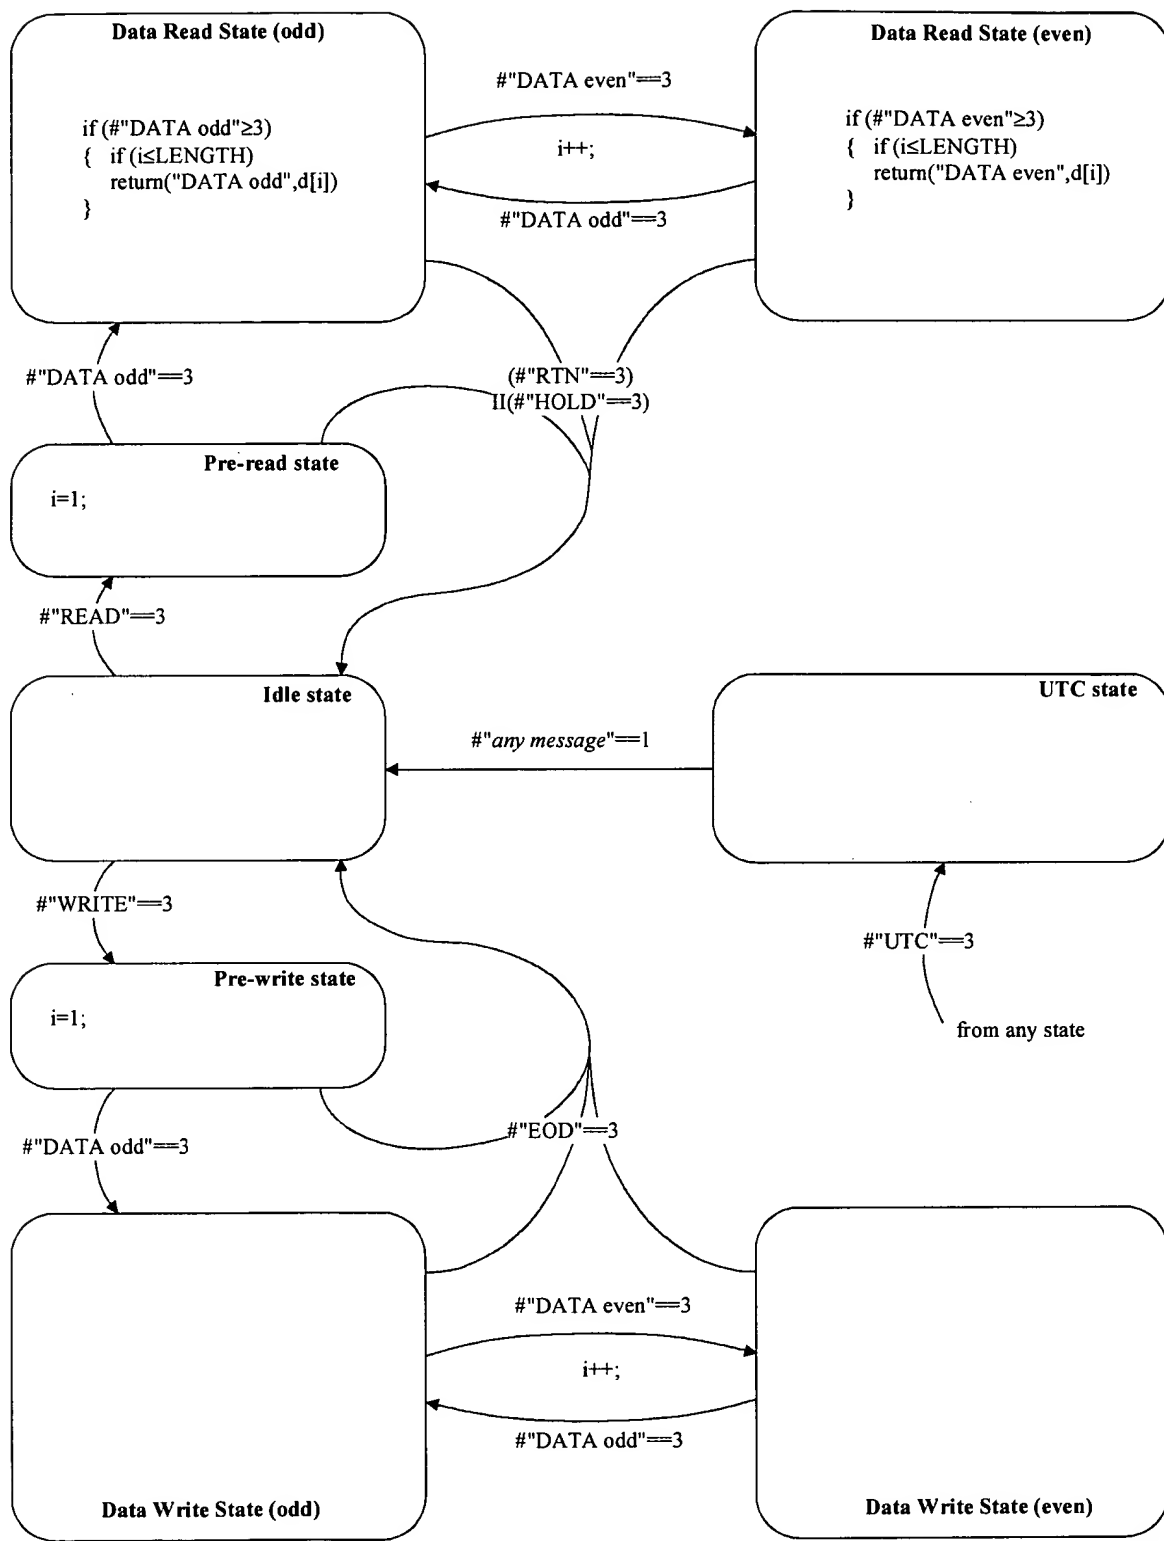 Data Read State (odd)
Data Read State (even)
#"DATA even"==3
if (#"DATA odd"≥3)
{ if (i≤LENGTH)
return("DATA odd",d[i])
}
i++;
if (#"DATA even"≥3)
{ if (i≤LENGTH)
return("DATA even",d[i])
}
#"DATA odd"==3
#"DATA odd"==3
(#"RTN"==3)
II(#"HOLD"==3)
Pre-read state
i=1;
#"READ"==3
Idle state
UTC state
#"any message"==1
#"WRITE"==3
#"UTC"==3
Pre-write state
i=1;
from any state
#"DATA odd"==3
#"EOD"==3
#"DATA even"==3
i++;
#"DATA odd"==3
Data Write State (odd)
Data Write State (even)